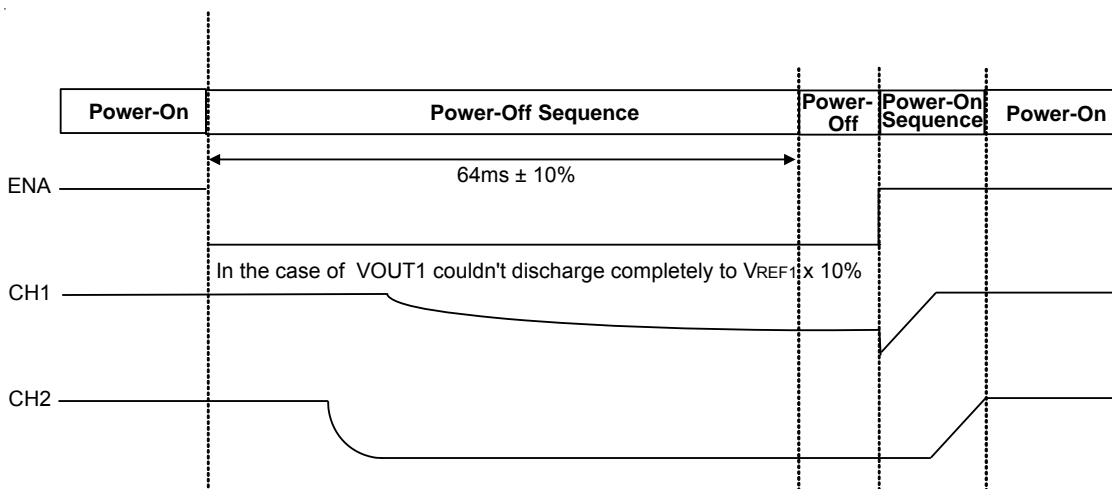 Power-On
Power-Off Sequence
Power-
Off
Power-On
Sequence
Power-On
64ms ± 10%
ENA
In the case of VOUT1 couldn't discharge completely to VREF1 x 10%
CH1
CH2